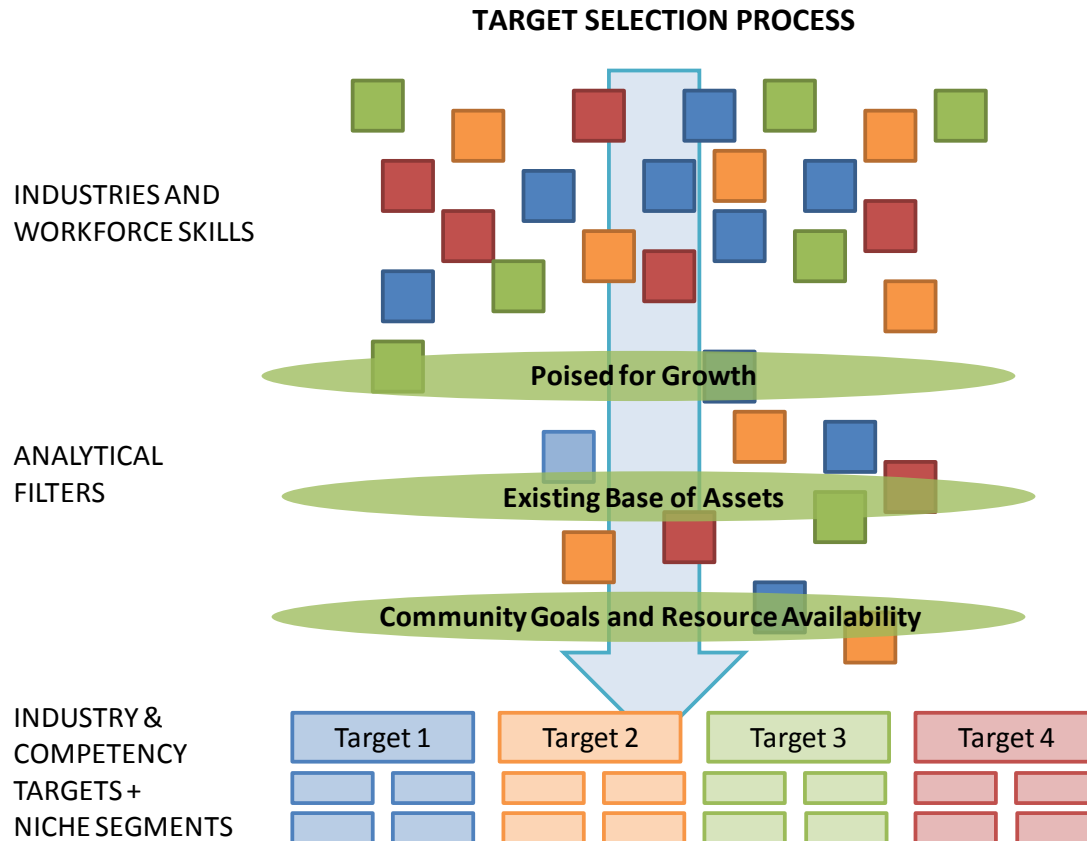 TARGET SELECTION PROCESS
INDUSTRIES AND
WORKFORCE SKILLS
Poised for Growth
ANALYTICAL
FILTERS
Existing Base of Assets
Community Goals and Resource Availability
INDUSTRY &
COMPETENCY
TARGETS +
NICHE SEGMENTS
Target 1
Target 2
Target 3
Target 4